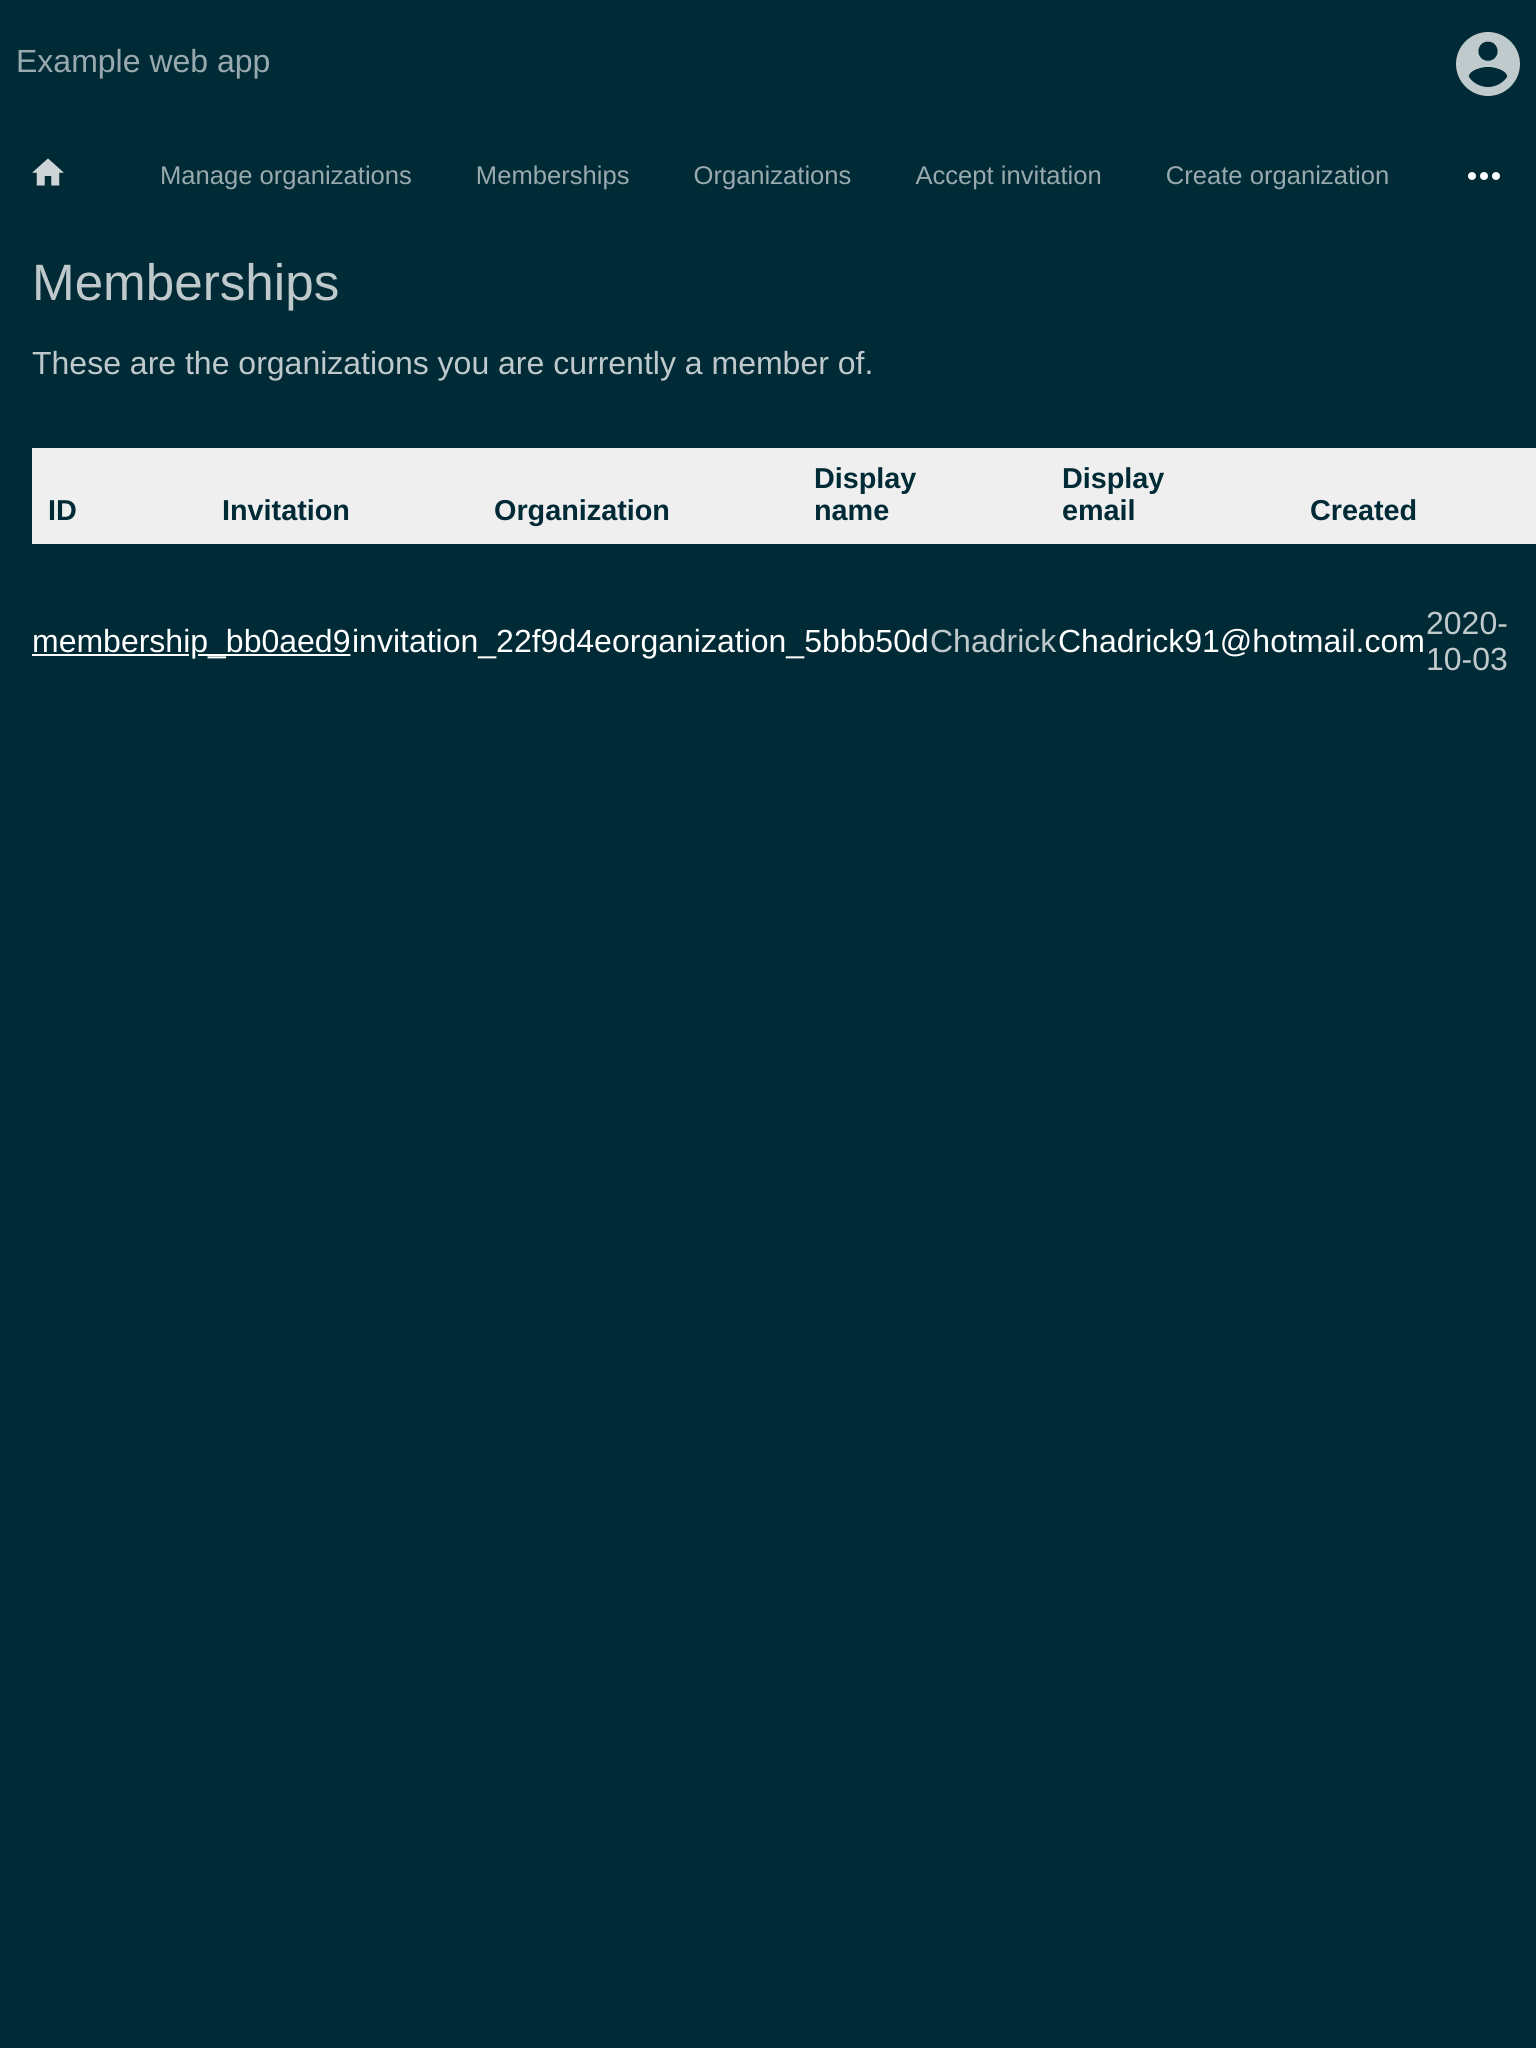 Example web app
Manage organizations Memberships Organizations Accept invitation Create organization
Memberships
These are the organizations you are currently a member of.
ID Invitation Organization Display name Display email Created
membership_bb0aed9 invitation_22f9d4e organization_5bbb50d Chadrick Chadrick91@hotmail.com 2020-10-03